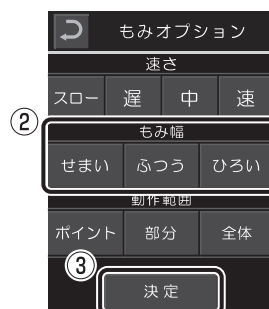 もみオプション
速さ
スロー 遅 中 速
②
もみ幅
せまい ふつう ひろい
動作範囲
ポイント 部分 全体
③
決定